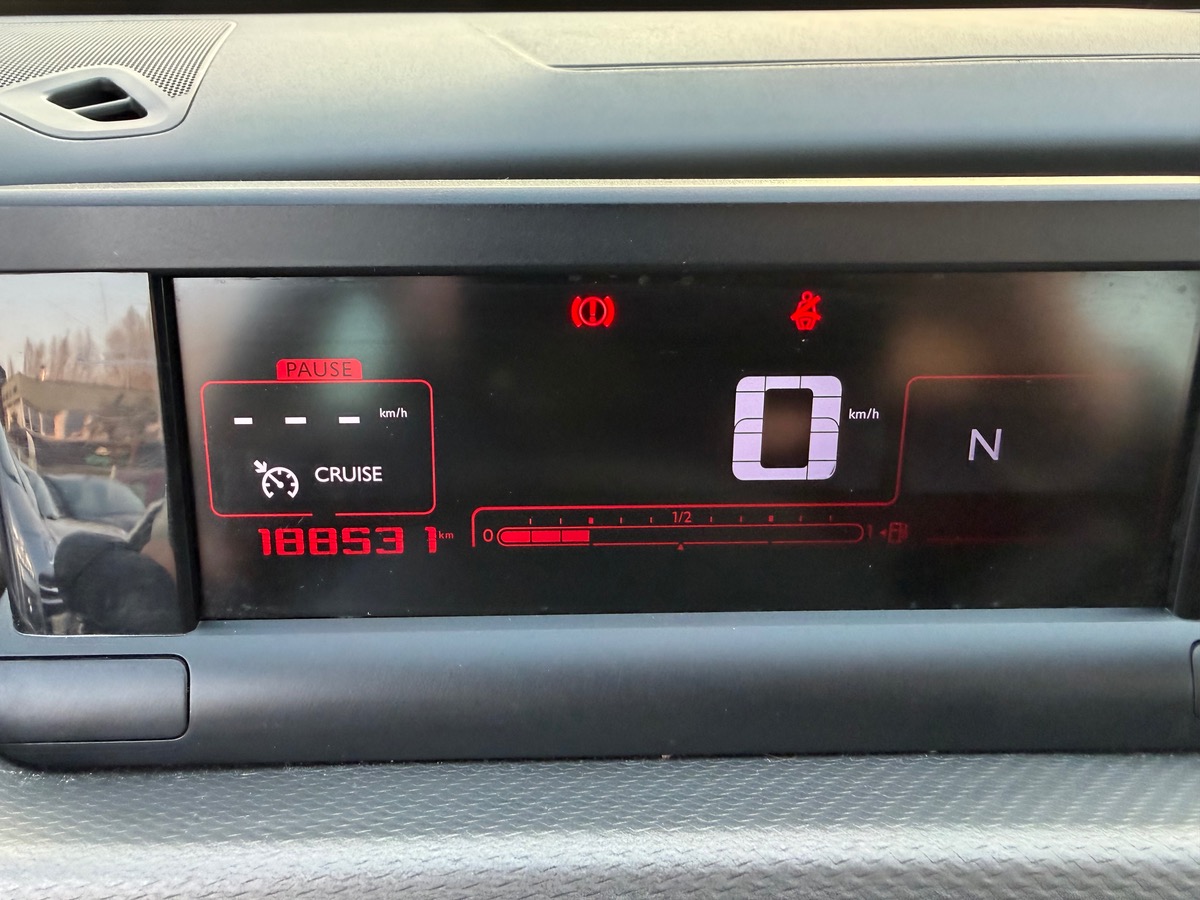 PAUSE
- - - km/h
0 km/h
N
CRUISE
188531 km
0 1/2 1